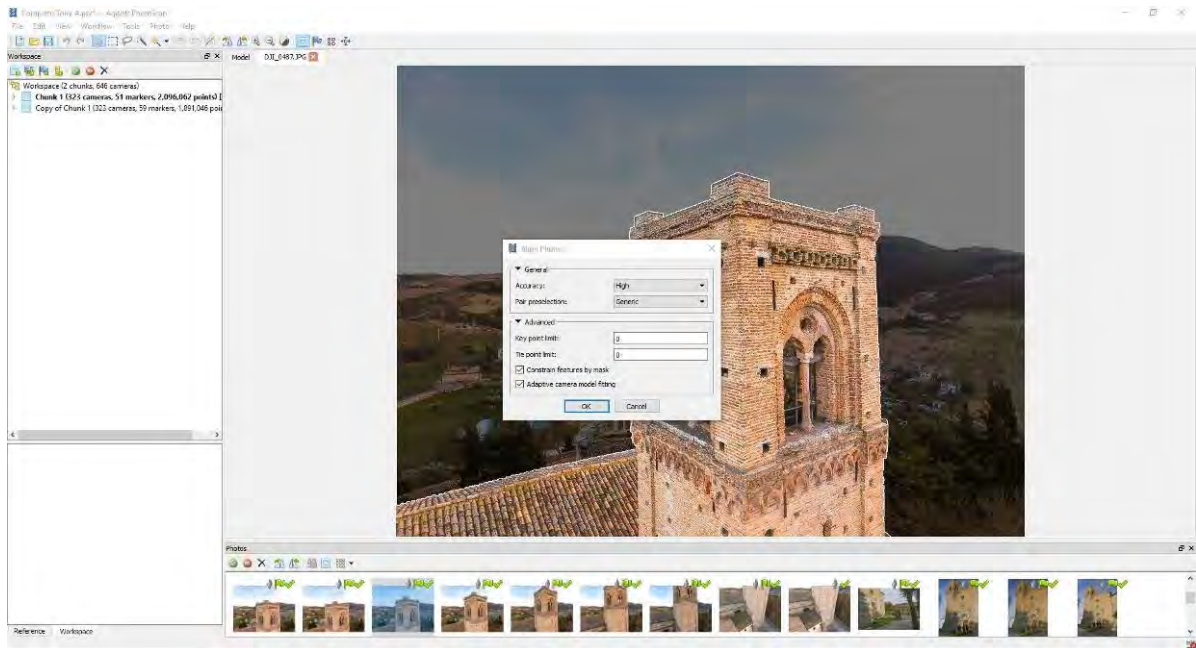 File Edit View Workflow Tools Photo Help
Workspace
Workspace (2 chunks, 646 cameras)
Chunk 1 (323 cameras, 51 markers, 2,096,062 points) [
Copy of Chunk 1 (323 cameras, 59 markers, 1,891,046 poi
Model DJI_0487.JPG
Align Photos
General
Accuracy: High
Pair preselection: Generic
Advanced
Key point limit: 0
Tie point limit: 0
Constrain features by mask
Adaptive camera model fitting
OK Cancel
Photos
Reference Workspace